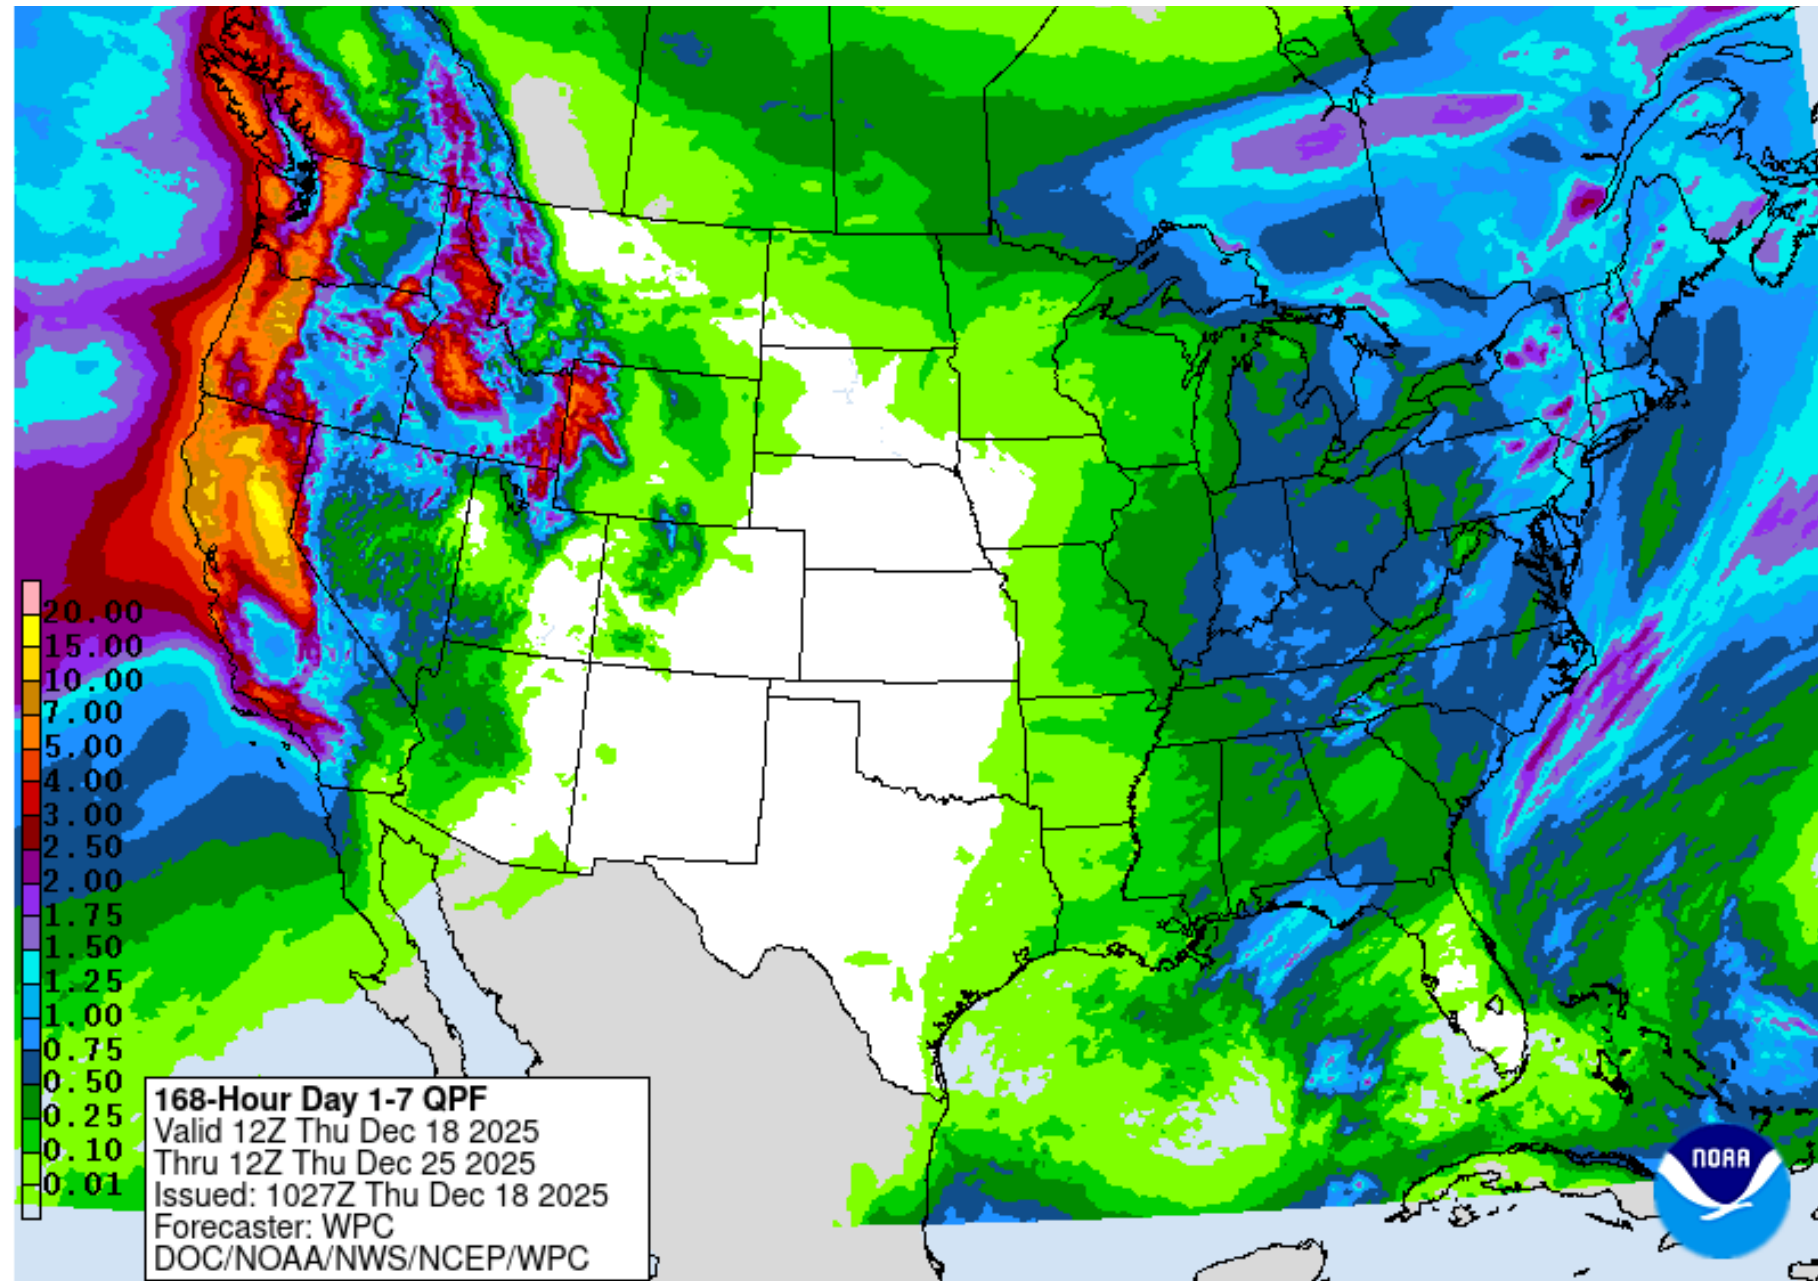 20.00
15.00
10.00
7.00
5.00
4.00
3.00
2.50
2.00
1.75
1.50
1.25
1.00
0.75
0.50
0.25
0.10
0.01
168-Hour Day 1-7 QPF
Valid 12Z Thu Dec 18 2025
Thru 12Z Thu Dec 25 2025
Issued: 1027Z Thu Dec 18 2025
Forecaster: WPC
DOC/NOAA/NWS/NCEP/WPC
NOAA